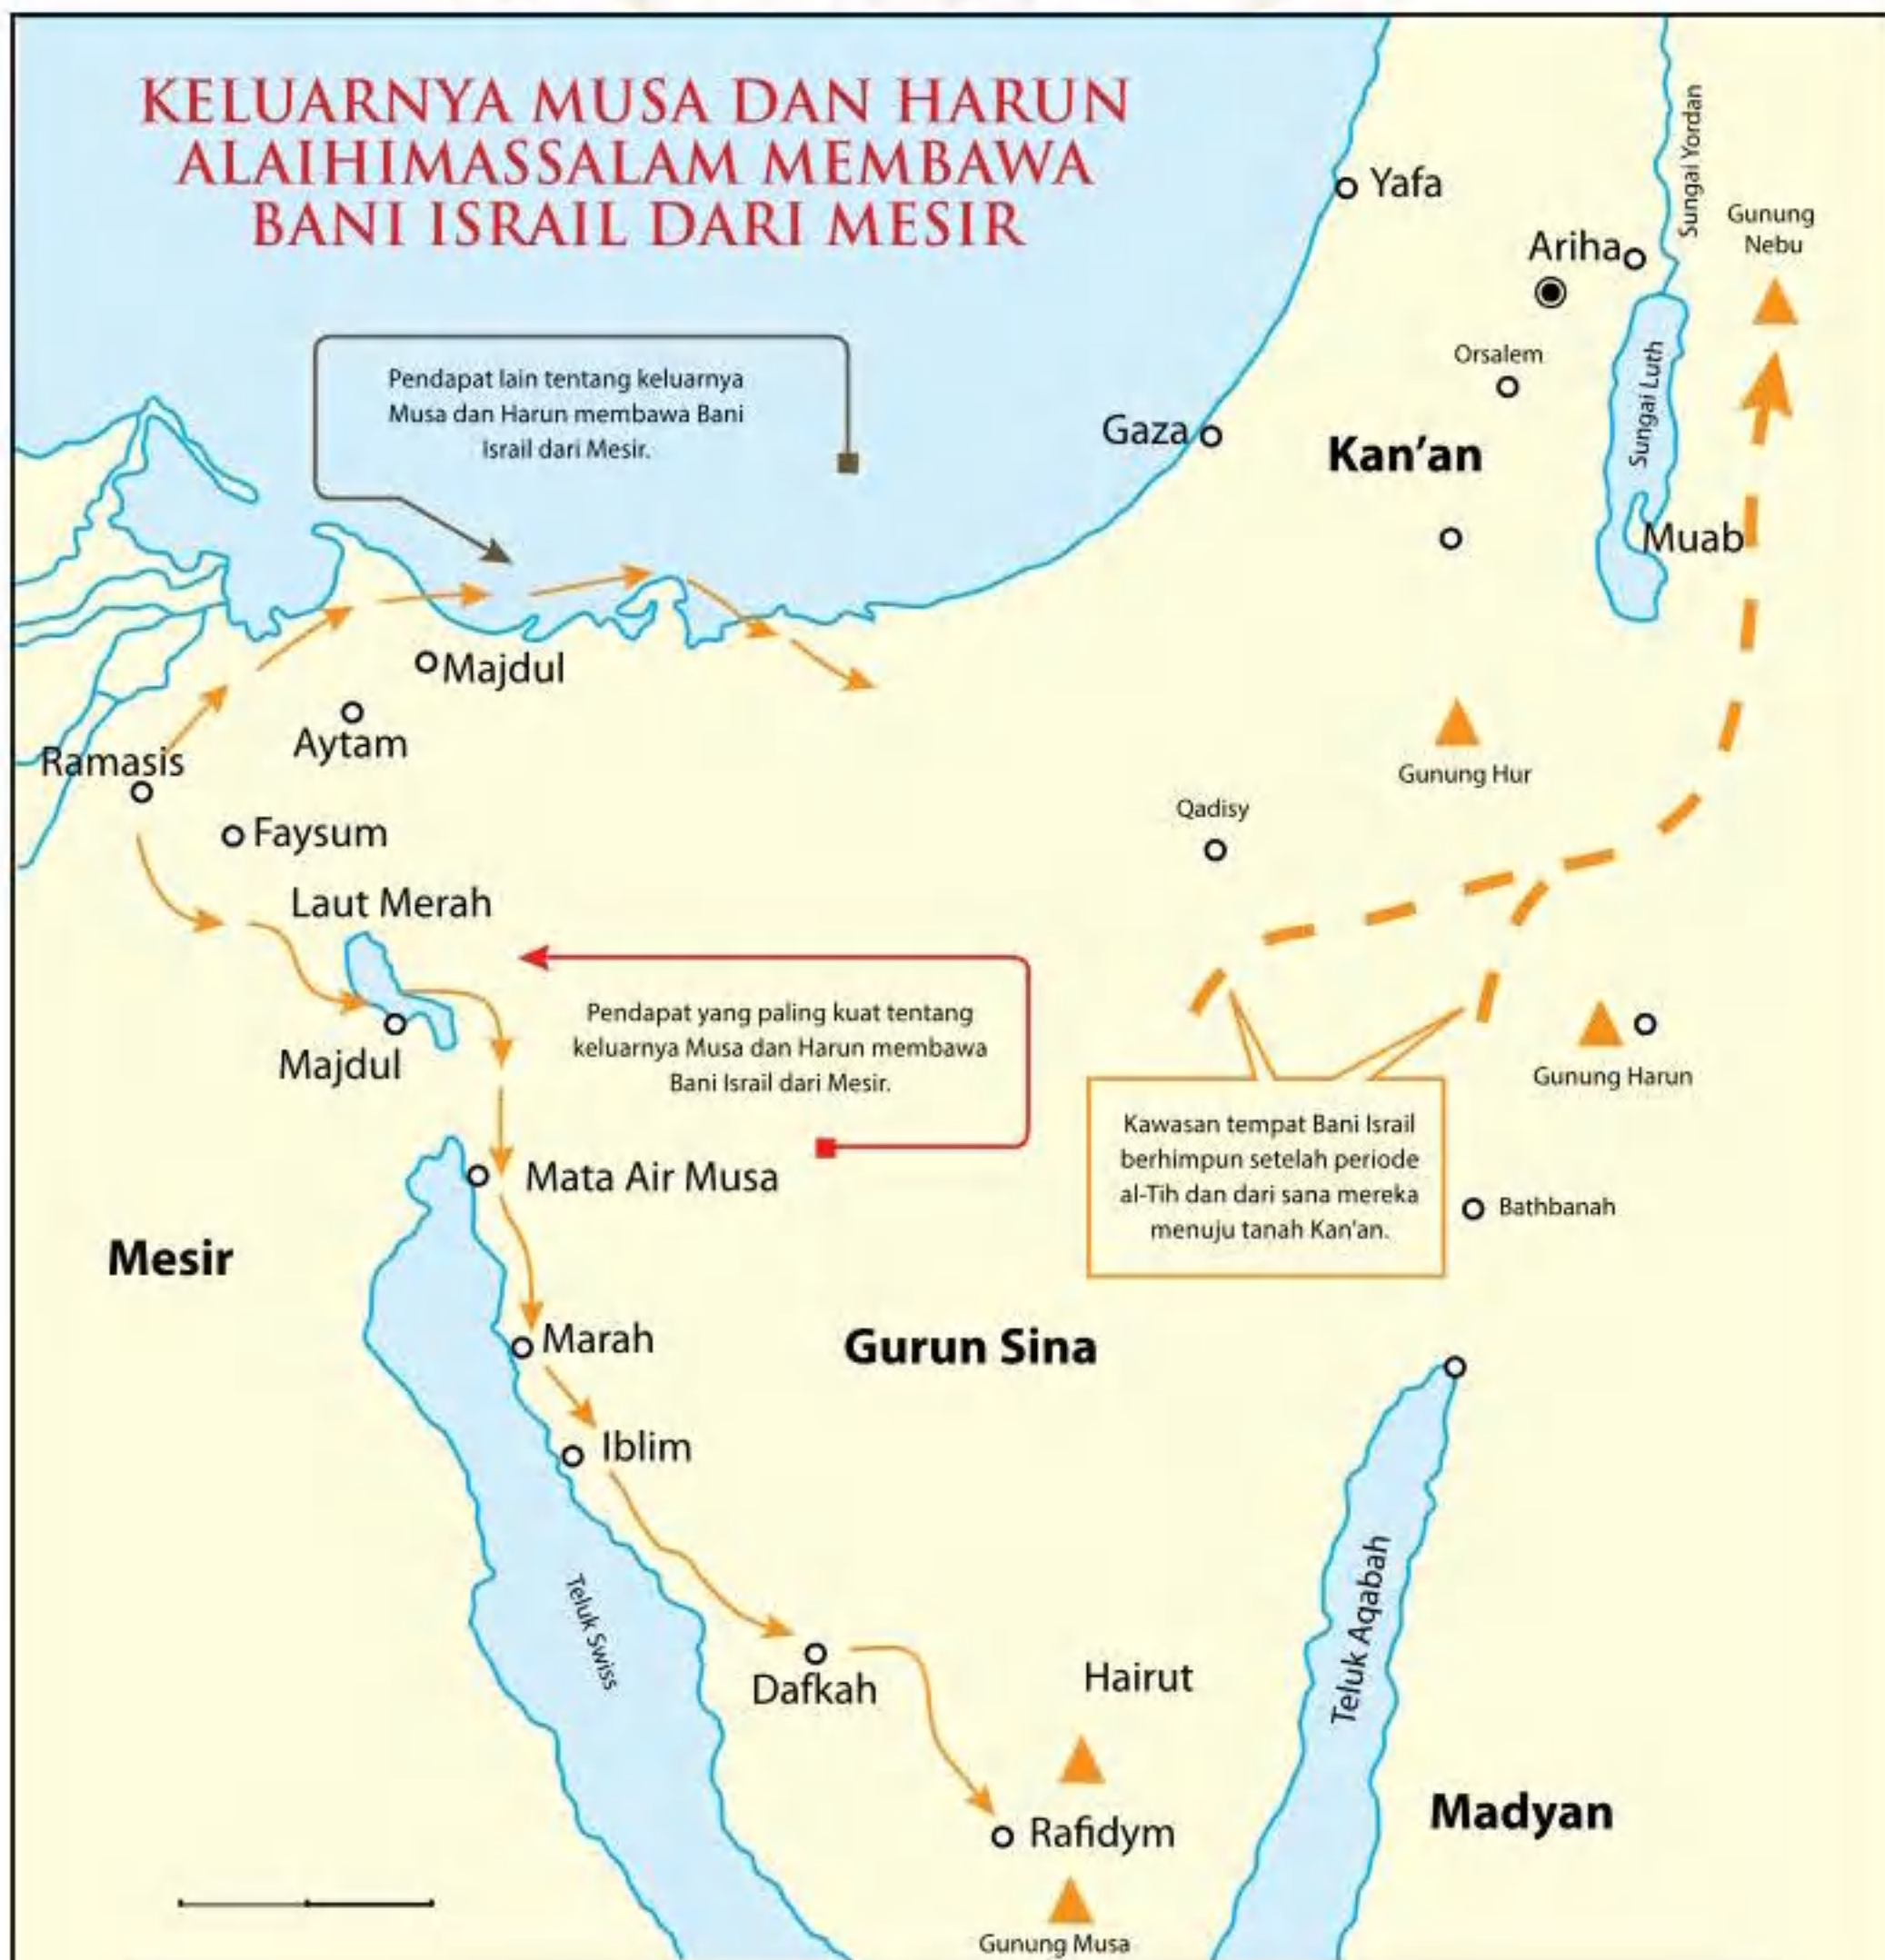 KELUARNYA MUSA DAN HARUN
ALAIHIMASSALAM MEMBAWA
BANI ISRAIL DARI MESIR
Sungai Yordan
Yafa
Gunung
Nebu
Ariha
Orsalem
Sungai Luth
Pendapat lain tentang keluarnya
Musa dan Harun membawa Bani
Israil dari Mesir.
Gaza
Kan'an
Muab
Majdul
Aytam
Ramasis
Gunung Hur
Qadisy
Faysum
Laut Merah
Pendapat yang paling kuat tentang
keluarnya Musa dan Harun membawa
Bani Israil dari Mesir.
Majdul
Gunung Harun
Kawasan tempat Bani Israil
berhimpun setelah periode
al-Tih dan dari sana mereka
menuju tanah Kan'an.
Mata Air Musa
Bathbanah
Mesir
Marah
Gurun Sina
Iblim
Teluk Swiss
Teluk Aqabah
Dafkah
Hairut
Madyan
Rafidym
Gunung Musa